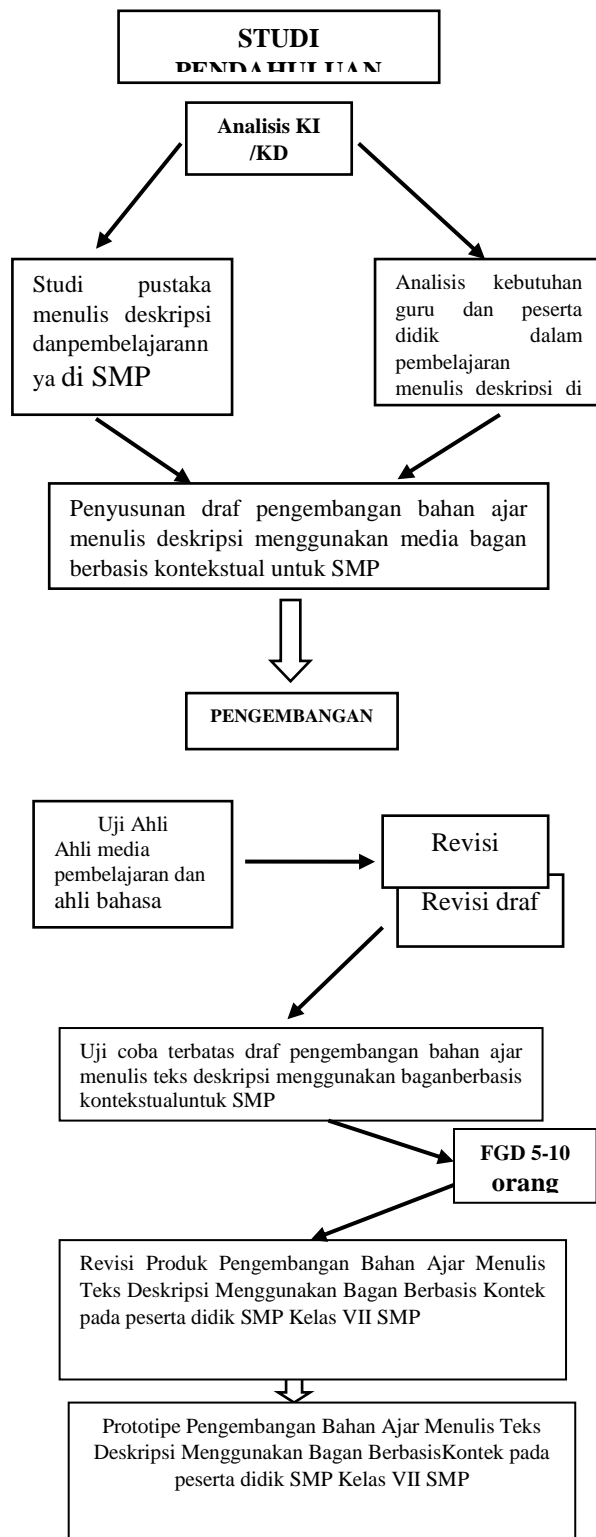 STUDI
PENDAHULUAN
Analisis KI
/KD
Studi pustaka
menulis deskripsi
danpembelajarann
ya di SMP
Analisis kebutuhan
guru dan peserta
didik dalam
pembelajaran
menulis deskripsi di
Penyusunan draf pengembangan bahan ajar
menulis deskripsi menggunakan media bagan
berbasis kontekstual untuk SMP
PENGEMBANGAN
Uji Ahli
Ahli media
pembelajaran dan
ahli bahasa
Revisi
Revisi draf
Uji coba terbatas draf pengembangan bahan ajar
menulis teks deskripsi menggunakan baganberbasis
kontekstualuntuk SMP
FGD 5-10
orang
Revisi Produk Pengembangan Bahan Ajar Menulis
Teks Deskripsi Menggunakan Bagan Berbasis Kontek
pada peserta didik SMP Kelas VII SMP
Prototipe Pengembangan Bahan Ajar Menulis Teks
Deskripsi Menggunakan Bagan BerbasisKontek pada
peserta didik SMP Kelas VII SMP